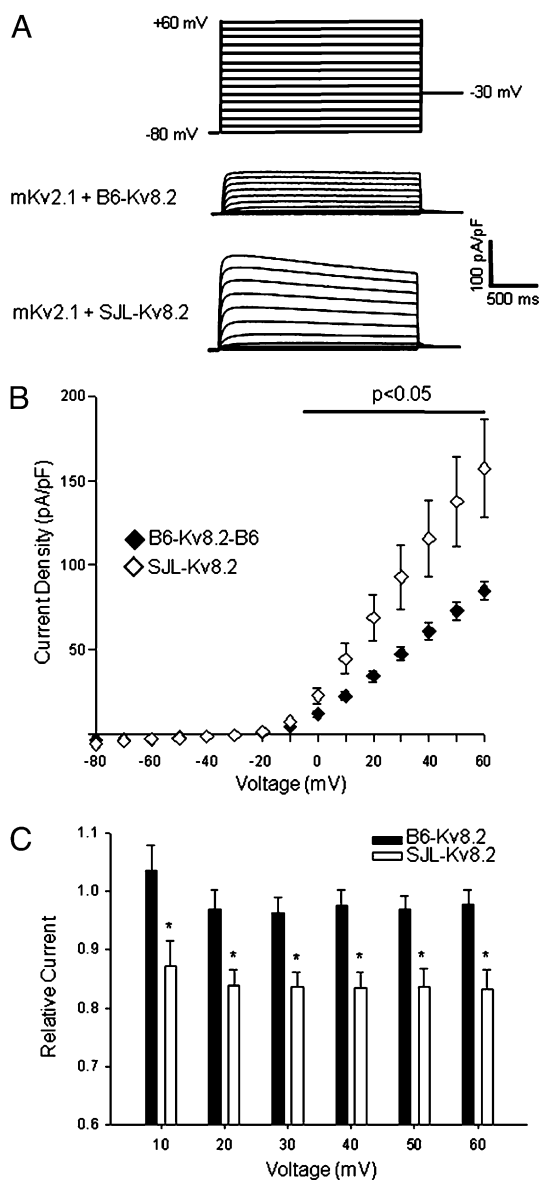 A
+60 mV
-30 mV
-80 mV
mKv2.1 + B6-Kv8.2
100 pA/pF
500 ms
mKv2.1 + SJL-Kv8.2
B
p<0.05
200
150
100
50
Current Density (pA/pF)
B6-Kv8.2-B6
SJL-Kv8.2
-80 -60 -40 -20 0 20 40 60
Voltage (mV)
C
B6-Kv8.2
SJL-Kv8.2
1.1
1.0
0.9
0.8
0.7
0.6
Relative Current
* * * * * *
10 20 30 40 50 60
Voltage (mV)